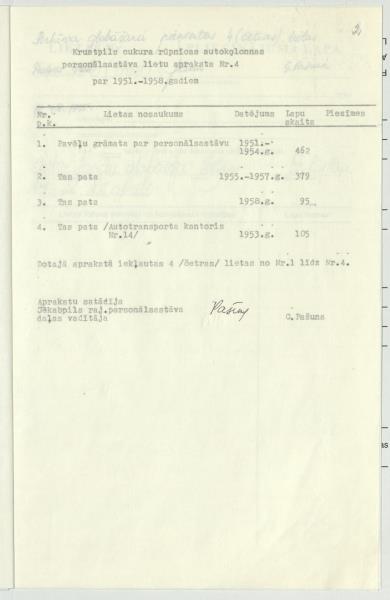 2
Krustpils cukura rūpnīcas autokolonnas
personālsastāva lietu apraksts Nr.4
par 1951.-1958.gadiem
Nr. Lietas nosaukums Datējums Lapu Piezīmes
p.k. skaits
1. Pavēļu grāmata par personālsastāvu 1951.-
1954.g. 462
2. Tas pats 1955.-1957.g. 379
3. Tas pats 1958.g. 95
4. Tas pats /Autotransporta kantoris
Nr.14/ 1953.g. 105
Dotajā aprakstā iekļautas 4 /četras/ lietas no Nr.1 līdz Nr.4.
Aprakstu sastādīja
Jēkabpils raj.personālsastāva
daļas vadītāja G.Pašuna